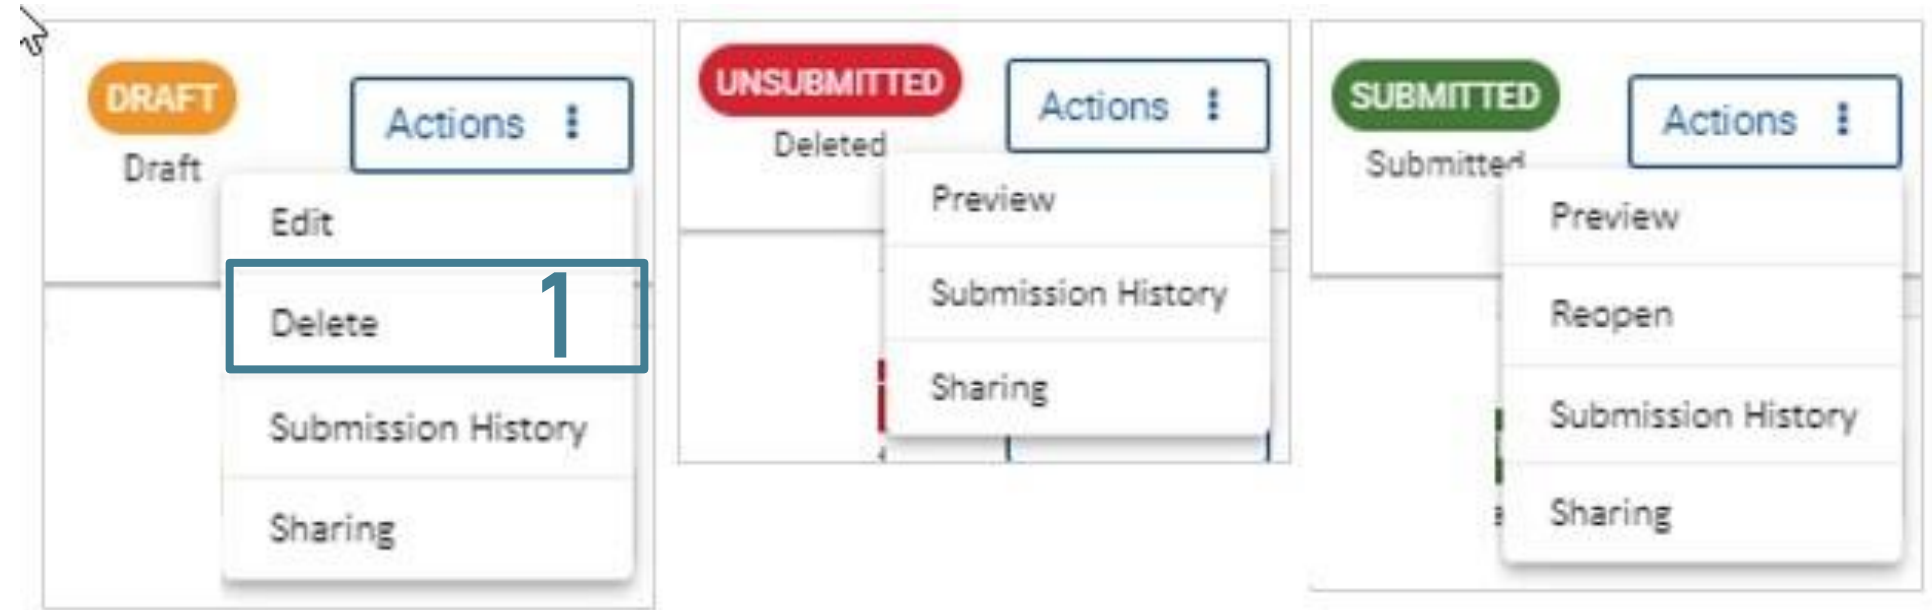 DRAFT
Actions
Draft
Edit
Delete
1
Submission History
Sharing
UNSUBMITTED
Actions
Deleted
Preview
Submission History
Sharing
SUBMITTED
Actions
Submitted
Preview
Reopen
Submission History
Sharing